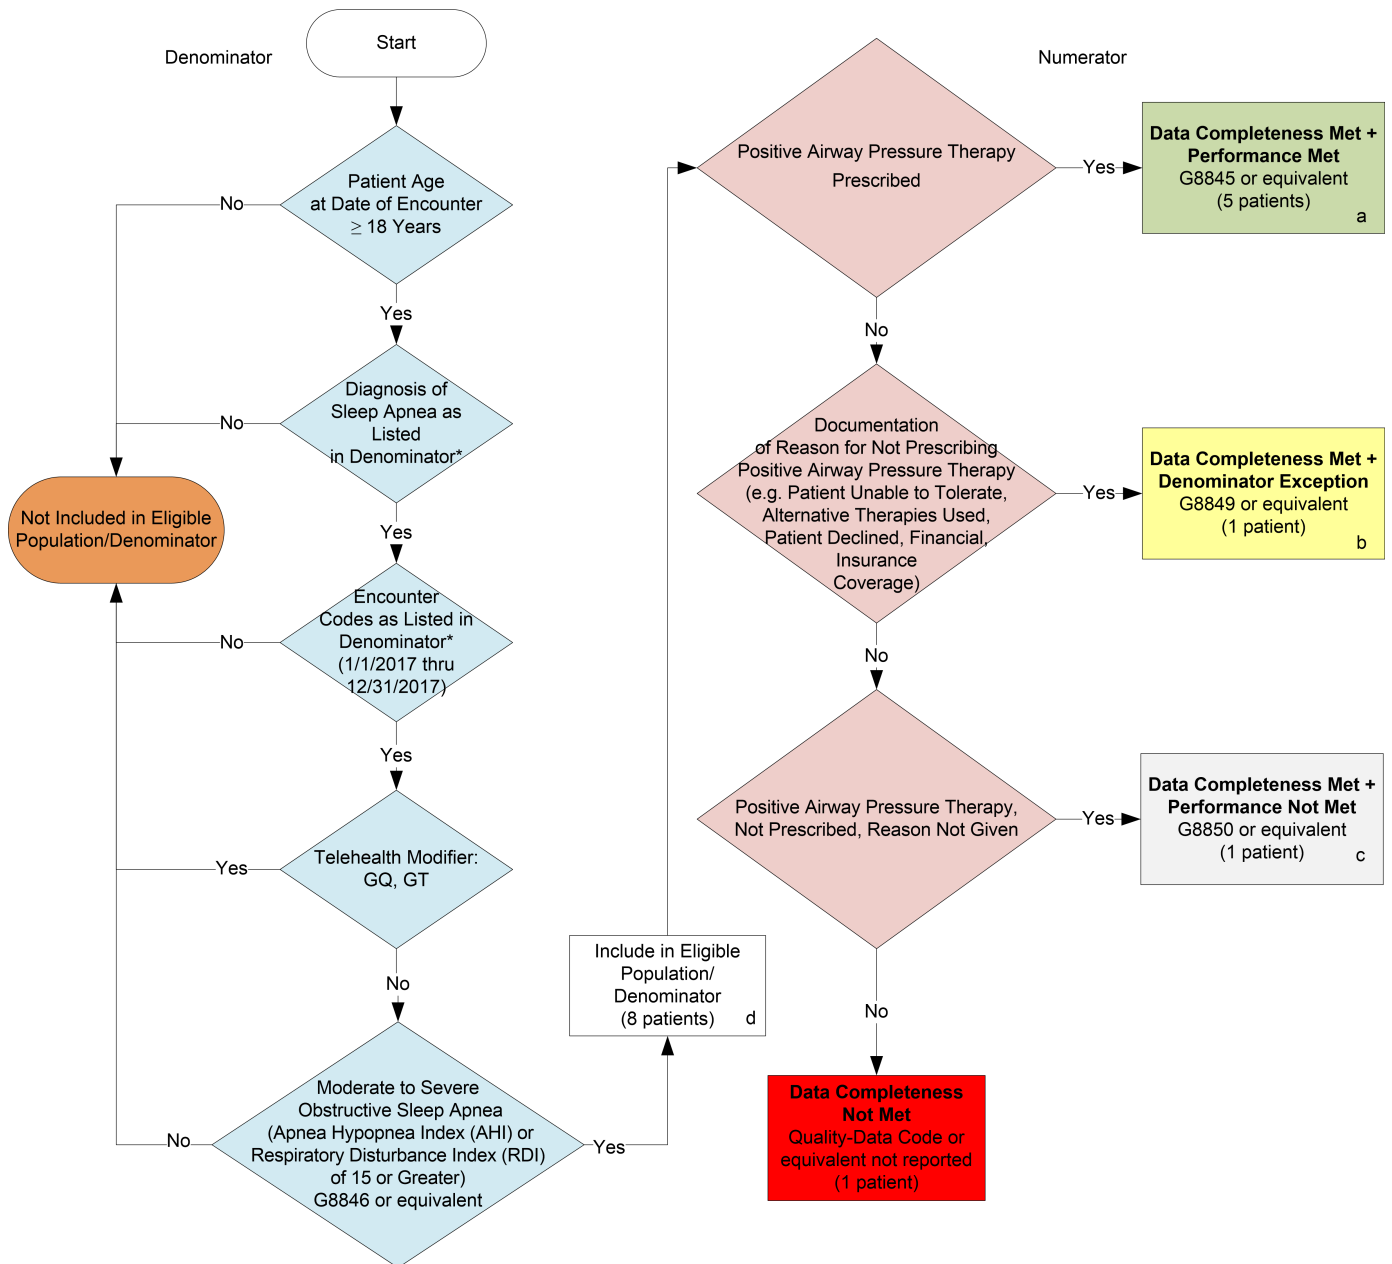 Start
Denominator
Patient Age
at Date of Encounter
≥ 18 Years
No
Yes
Diagnosis of
Sleep Apnea as
Listed
in Denominator*
No
Not Included in Eligible
Population/Denominator
Yes
Encounter
Codes as Listed in
Denominator*
(1/1/2017 thru
12/31/2017)
No
Yes
Telehealth Modifier:
GQ, GT
Yes
No
Moderate to Severe
Obstructive Sleep Apnea
(Apnea Hypopnea Index (AHI) or
Respiratory Disturbance Index (RDI)
of 15 or Greater)
G8846 or equivalent
No
Yes
Include in Eligible
Population/
Denominator
(8 patients)
d
Numerator
Positive Airway Pressure Therapy
Prescribed
Yes
Data Completeness Met +
Performance Met
G8845 or equivalent
(5 patients)
a
No
Documentation
of Reason for Not Prescribing
Positive Airway Pressure Therapy
(e.g. Patient Unable to Tolerate,
Alternative Therapies Used,
Patient Declined, Financial,
Insurance
Coverage)
Yes
Data Completeness Met +
Denominator Exception
G8849 or equivalent
(1 patient)
b
No
Positive Airway Pressure Therapy,
Not Prescribed, Reason Not Given
Yes
Data Completeness Met +
Performance Not Met
G8850 or equivalent
(1 patient)
c
No
Data Completeness
Not Met
Quality-Data Code or
equivalent not reported
(1 patient)